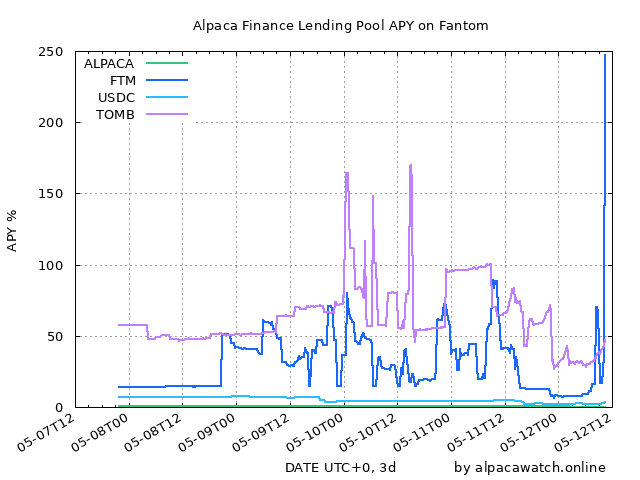 Alpaca Finance Lending Pool APY on Fantom
250
200
150
100
50
0
APY %
ALPACA
FTM
USDC
TOMB
05-07T12
05-08T00
05-08T12
05-09T00
05-09T12
05-10T00
05-10T12
05-11T00
05-11T12
05-12T00
05-12T12
DATE UTC+0, 3d
by alpacawatch.online